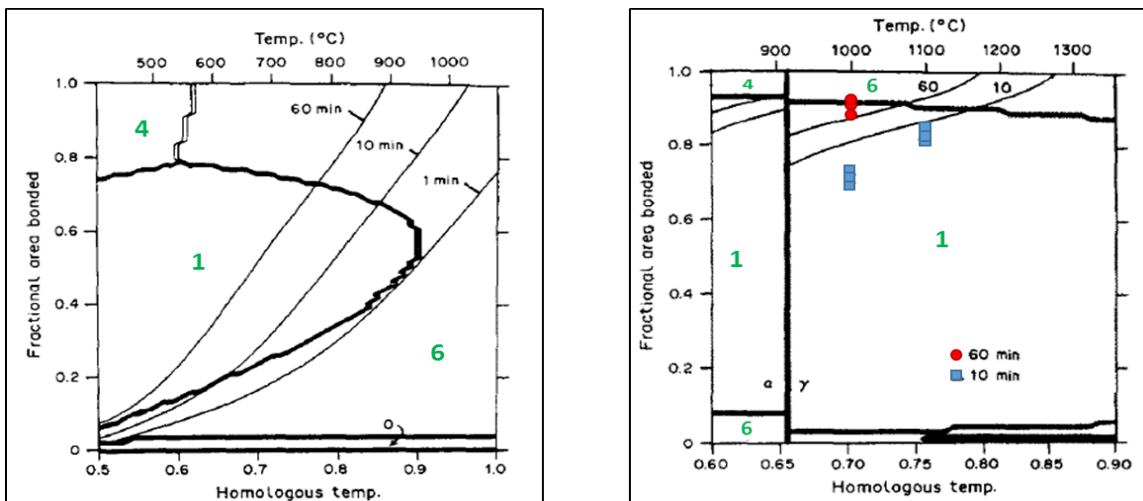 Temp. (°C)
500 600 700 800 900 1000
1.0
0.8
0.6
0.4
0.2
0
Fractional area bonded
4
60 min
10 min
1 min
1
6
0
0.5 0.6 0.7 0.8 0.9 1.0
Homologous temp.
Temp. (°C)
900 1000 1100 1200 1300
1.0
0.8
0.6
0.4
0.2
0
Fractional area bonded
4
6
60 10
1
1
60 min
10 min
α γ
6
0.60 0.65 0.70 0.75 0.80 0.85 0.90
Homologous temp.